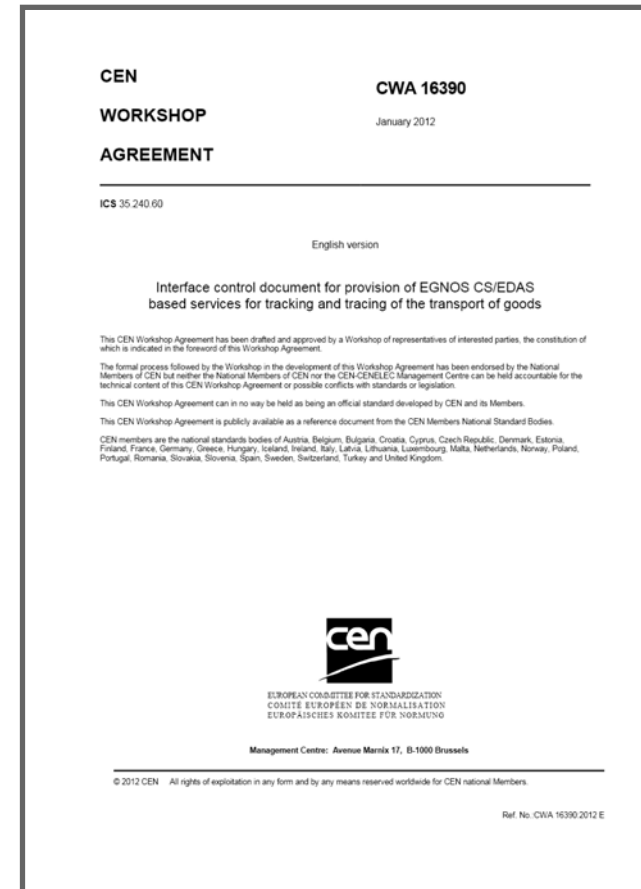 CEN
WORKSHOP
AGREEMENT
CWA 16390
January 2012
ICS 35.240.60
English version
Interface control document for provision of EGNOS CS/EDAS
based services for tracking and tracing of the transport of goods
This CEN Workshop Agreement has been drafted and approved by a Workshop of representatives of interested parties, the constitution of
which is indicated in the foreword of this Workshop Agreement.
The formal process followed by the Workshop in the development of this Workshop Agreement has been endorsed by the National
Members of CEN but neither the National Members of CEN nor the CEN-CENELEC Management Centre can be held accountable for the
technical content of this CEN Workshop Agreement or possible conflicts with standards or legislation.
This CEN Workshop Agreement can in no way be held as being an official standard developed by CEN and its Members.
This CEN Workshop Agreement is publicly available as a reference document from the CEN Members National Standard Bodies.
CEN members are the national standards bodies of Austria, Belgium, Bulgaria, Croatia, Cyprus, Czech Republic, Denmark, Estonia,
Finland, France, Germany, Greece, Hungary, Iceland, Ireland, Italy, Latvia, Lithuania, Luxembourg, Malta, Netherlands, Norway, Poland,
Portugal, Romania, Slovakia, Slovenia, Spain, Sweden, Switzerland, Turkey and United Kingdom.
cen
EUROPEAN COMMITTEE FOR STANDARDIZATION
COMITÉ EUROPÉEN DE NORMALISATION
EUROPÄISCHES KOMITEE FÜR NORMUNG
Management Centre: Avenue Marnix 17, B-1000 Brussels
© 2012 CEN All rights of exploitation in any form and by any means reserved worldwide for CEN national Members.
Ref. No.:CWA 16390:2012 E